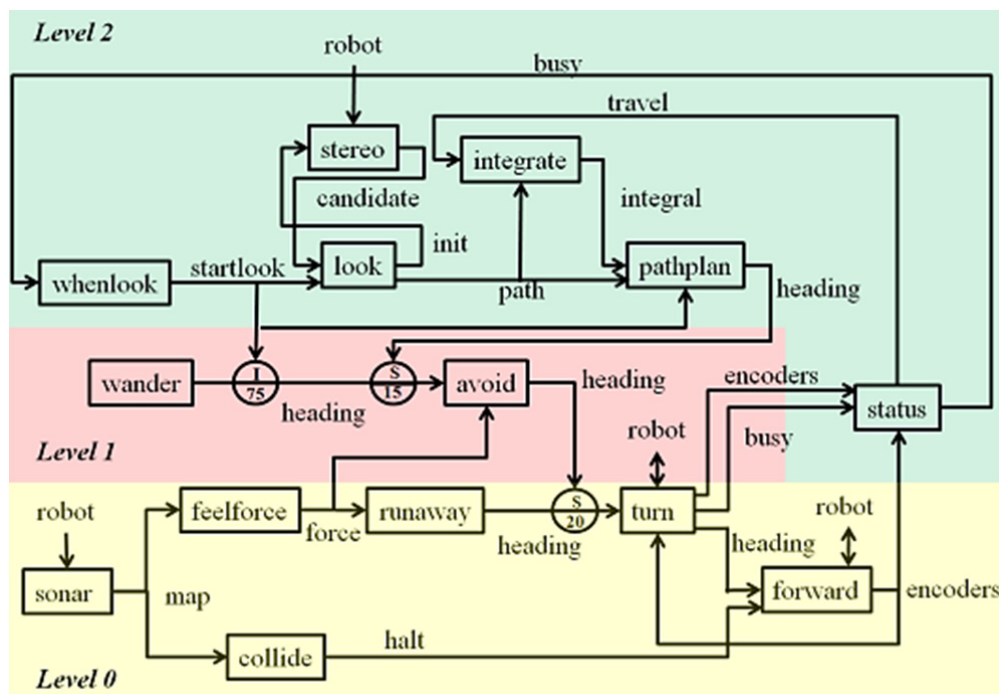 Level 2
robot
busy
travel
stereo
integrate
candidate
integral
init
whenlook
startlook
look
path
pathplan
heading
wander
I
75
heading
S
15
avoid
heading
encoders
status
Level 1
robot
busy
robot
feelforce
force
runaway
heading
S
20
turn
robot
heading
sonar
map
forward
encoders
halt
collide
Level 0